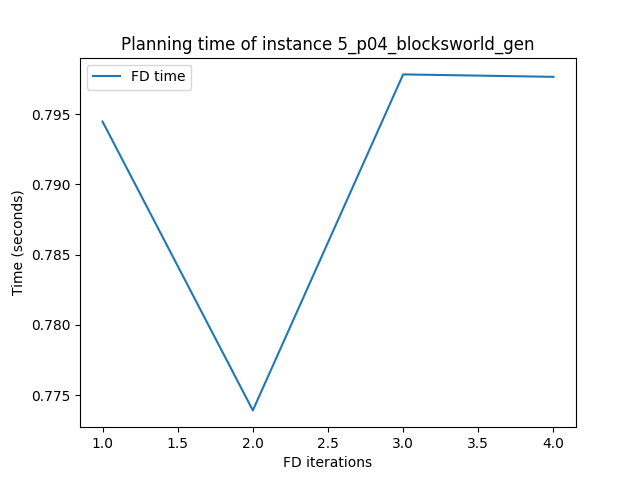 Planning time of instance 5_p04_blocksworld_gen
FD time
0.795
0.790
0.785
0.780
0.775
Time (seconds)
1.0 1.5 2.0 2.5 3.0 3.5 4.0
FD iterations